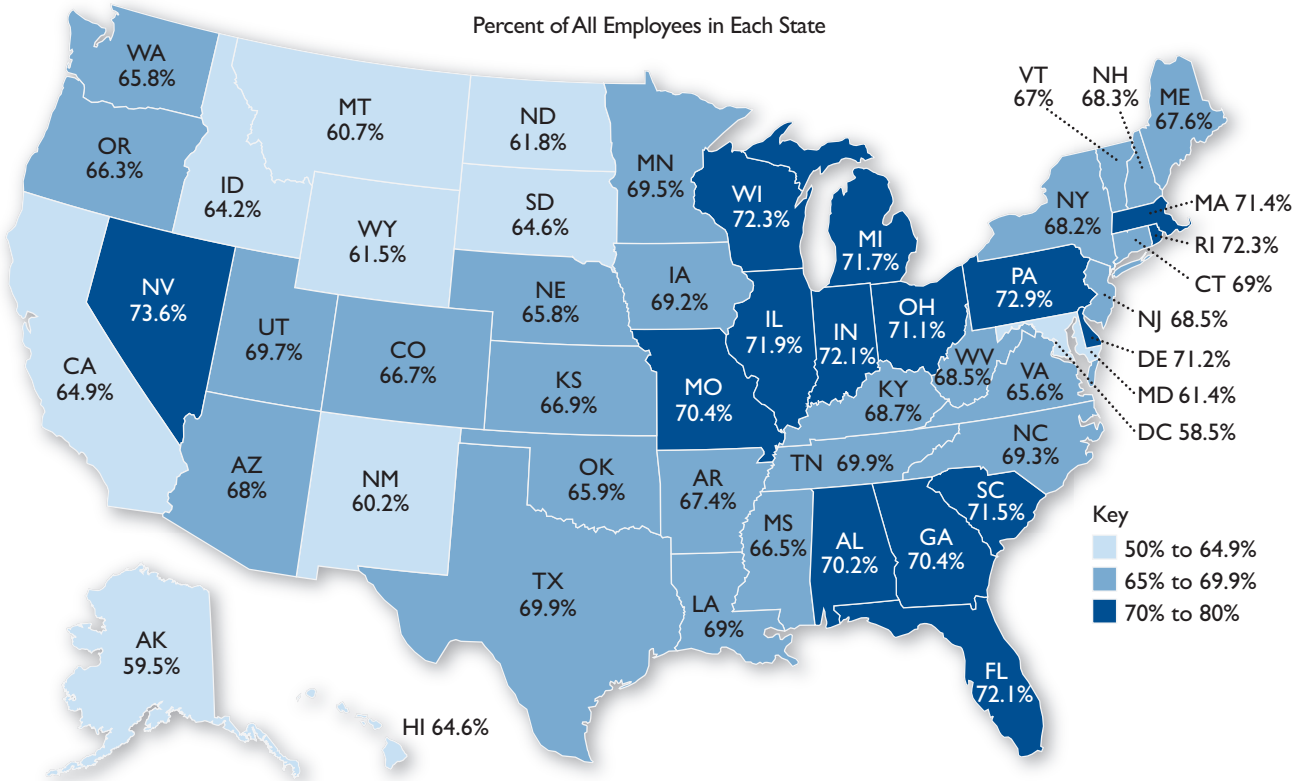 Percent of All Employees in Each State
WA
65.8%
OR
66.3%
CA
64.9%
NV
73.6%
ID
64.2%
MT
60.7%
WY
61.5%
UT
69.7%
AZ
68%
CO
66.7%
NM
60.2%
ND
61.8%
SD
64.6%
NE
65.8%
KS
66.9%
OK
65.9%
TX
69.9%
MN
69.5%
IA
69.2%
MO
70.4%
AR
67.4%
LA
69%
WI
72.3%
IL
71.9%
MI
71.7%
IN
72.1%
OH
71.1%
KY
68.7%
TN 69.9%
MS
66.5%
AL
70.2%
GA
70.4%
FL
72.1%
SC
71.5%
NC
69.3%
VA
65.6%
WV
68.5%
PA
72.9%
NY
68.2%
VT
67%
NH
68.3%
ME
67.6%
MA 71.4%
RI 72.3%
CT 69%
NJ 68.5%
DE 71.2%
MD 61.4%
DC 58.5%
AK
59.5%
HI 64.6%
Key
50% to 64.9%
65% to 69.9%
70% to 80%